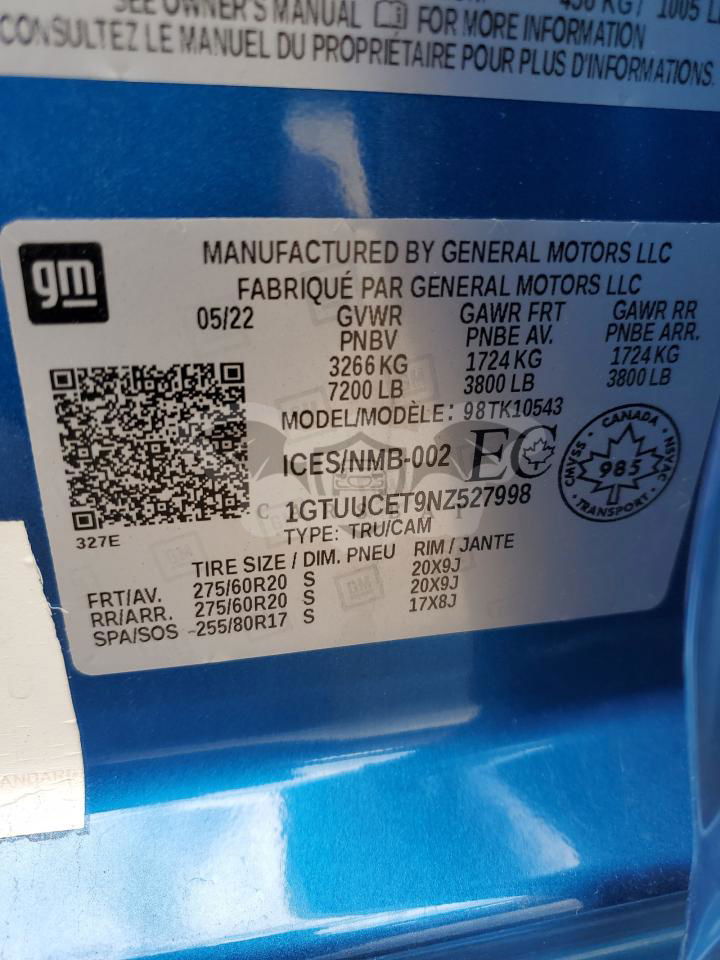 SEE OWNER'S MANUAL FOR MORE INFORMATION
CONSULTEZ LE MANUEL DU PROPRIÉTAIRE POUR PLUS D'INFORMATIONS.
gm
MANUFACTURED BY GENERAL MOTORS LLC
FABRIQUÉ PAR GENERAL MOTORS LLC
05/22 GVWR GAWR FRT GAWR RR
PNBV PNBE AV. PNBE ARR.
3266 KG 1724 KG 1724 KG
7200 LB 3800 LB 3800 LB
MODEL/MODÈLE: 98TK10543
ICES/NMB-002 EC
CANADA CMVSS 985 NSVAC
1GTUUCET9NZ527998
327E
TYPE: TRU/CAM
TIRE SIZE / DIM. PNEU RIM / JANTE
FRT/AV. 275/60R20 S 20X9J
RR/ARR. 275/60R20 S 20X9J
SPA/SOS -255/80R17 S 17X8J
GM